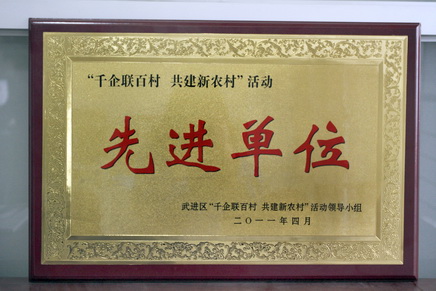 “千企联百村 共建新农村”活动
先进单位
武进区“千企联百村 共建新农村”活动领导小组
二〇一一年四月